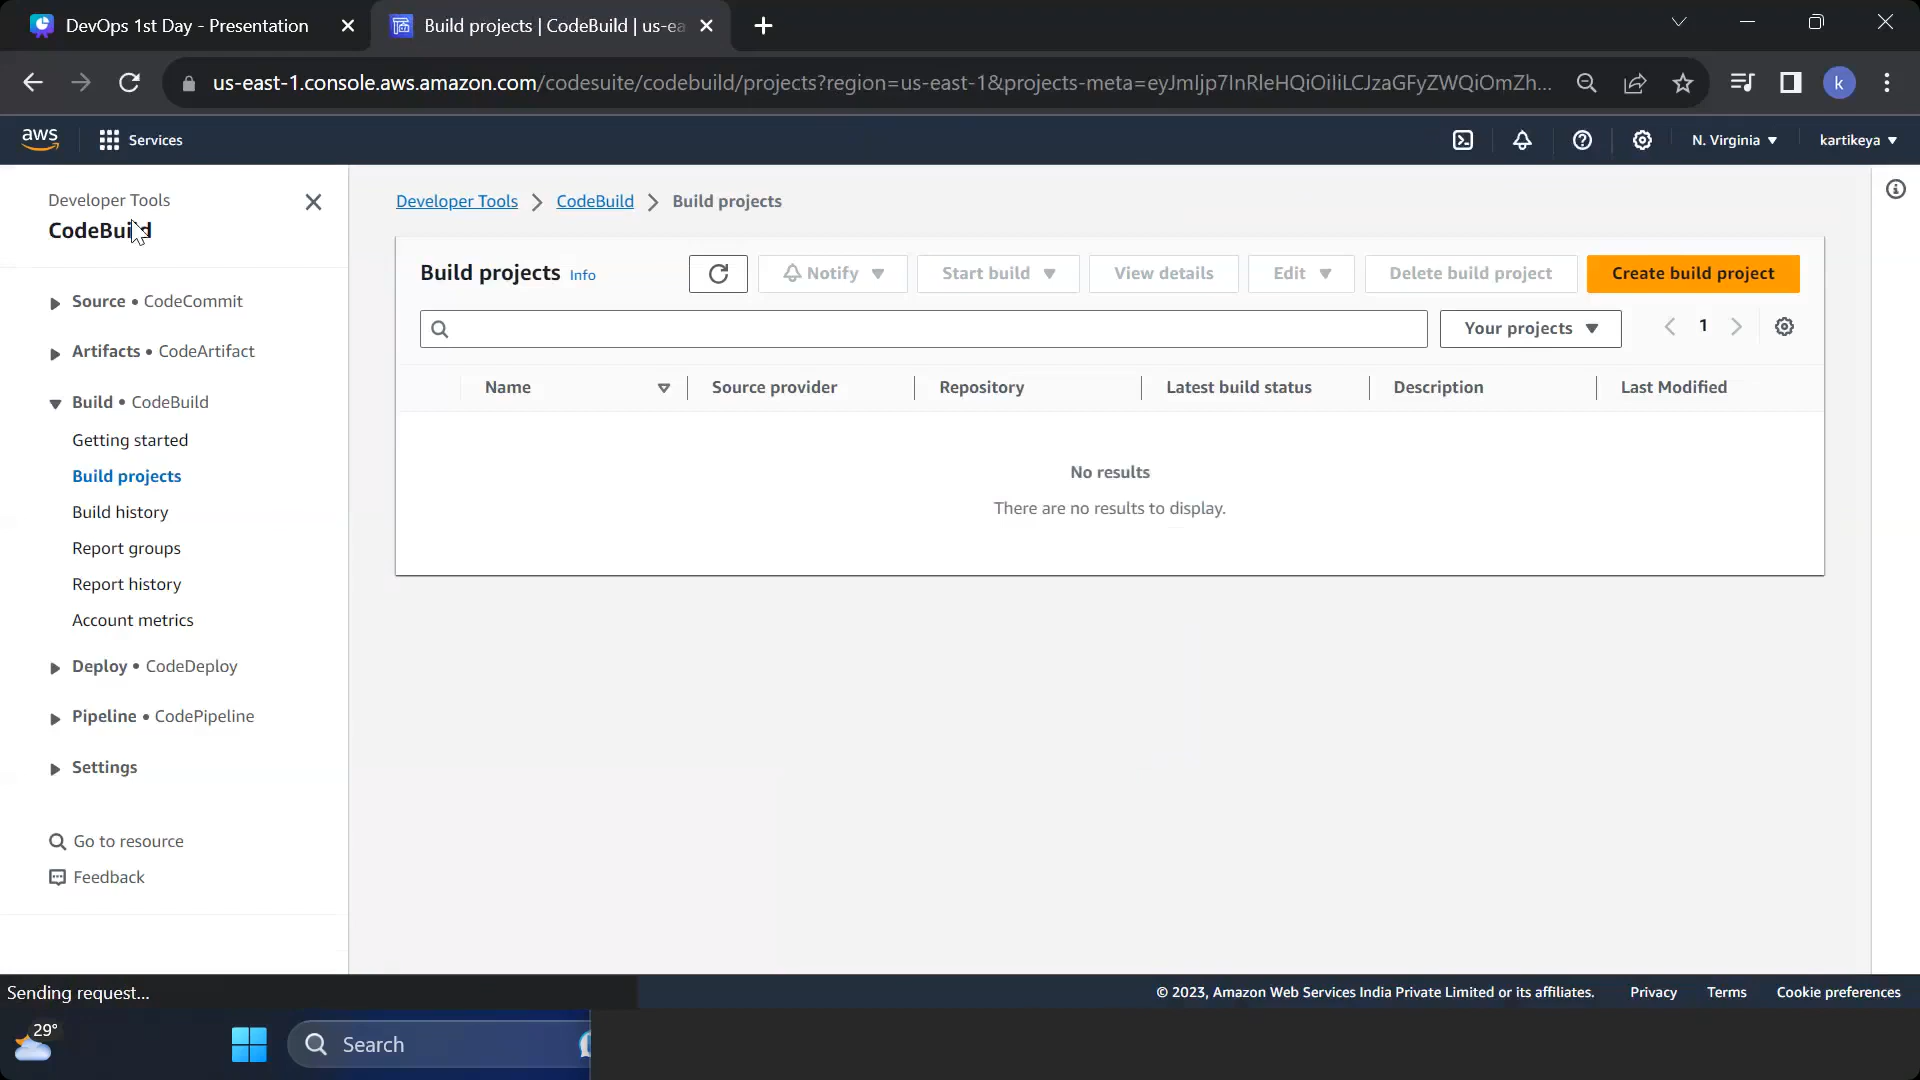 DevOps 1st Day - Presentation
Build projects | CodeBuild | us-ea
us-east-1.console.aws.amazon.com/codesuite/codebuild/projects?region=us-east-1&projects-meta=eyJmIjp7InRleHQiOiIiLCJzaGFyZWQiOmZh...
k
aws
Services
N. Virginia
kartikeya
Developer Tools
CodeBuild
Source • CodeCommit
Artifacts • CodeArtifact
Build • CodeBuild
Getting started
Build projects
Build history
Report groups
Report history
Account metrics
Deploy • CodeDeploy
Pipeline • CodePipeline
Settings
Go to resource
Feedback
Developer Tools > CodeBuild > Build projects
Build projects Info
Notify
Start build
View details
Edit
Delete build project
Create build project
Your projects
1
Name
Source provider
Repository
Latest build status
Description
Last Modified
No results
There are no results to display.
Sending request...
© 2023, Amazon Web Services India Private Limited or its affiliates.
Privacy
Terms
Cookie preferences
29°
Search